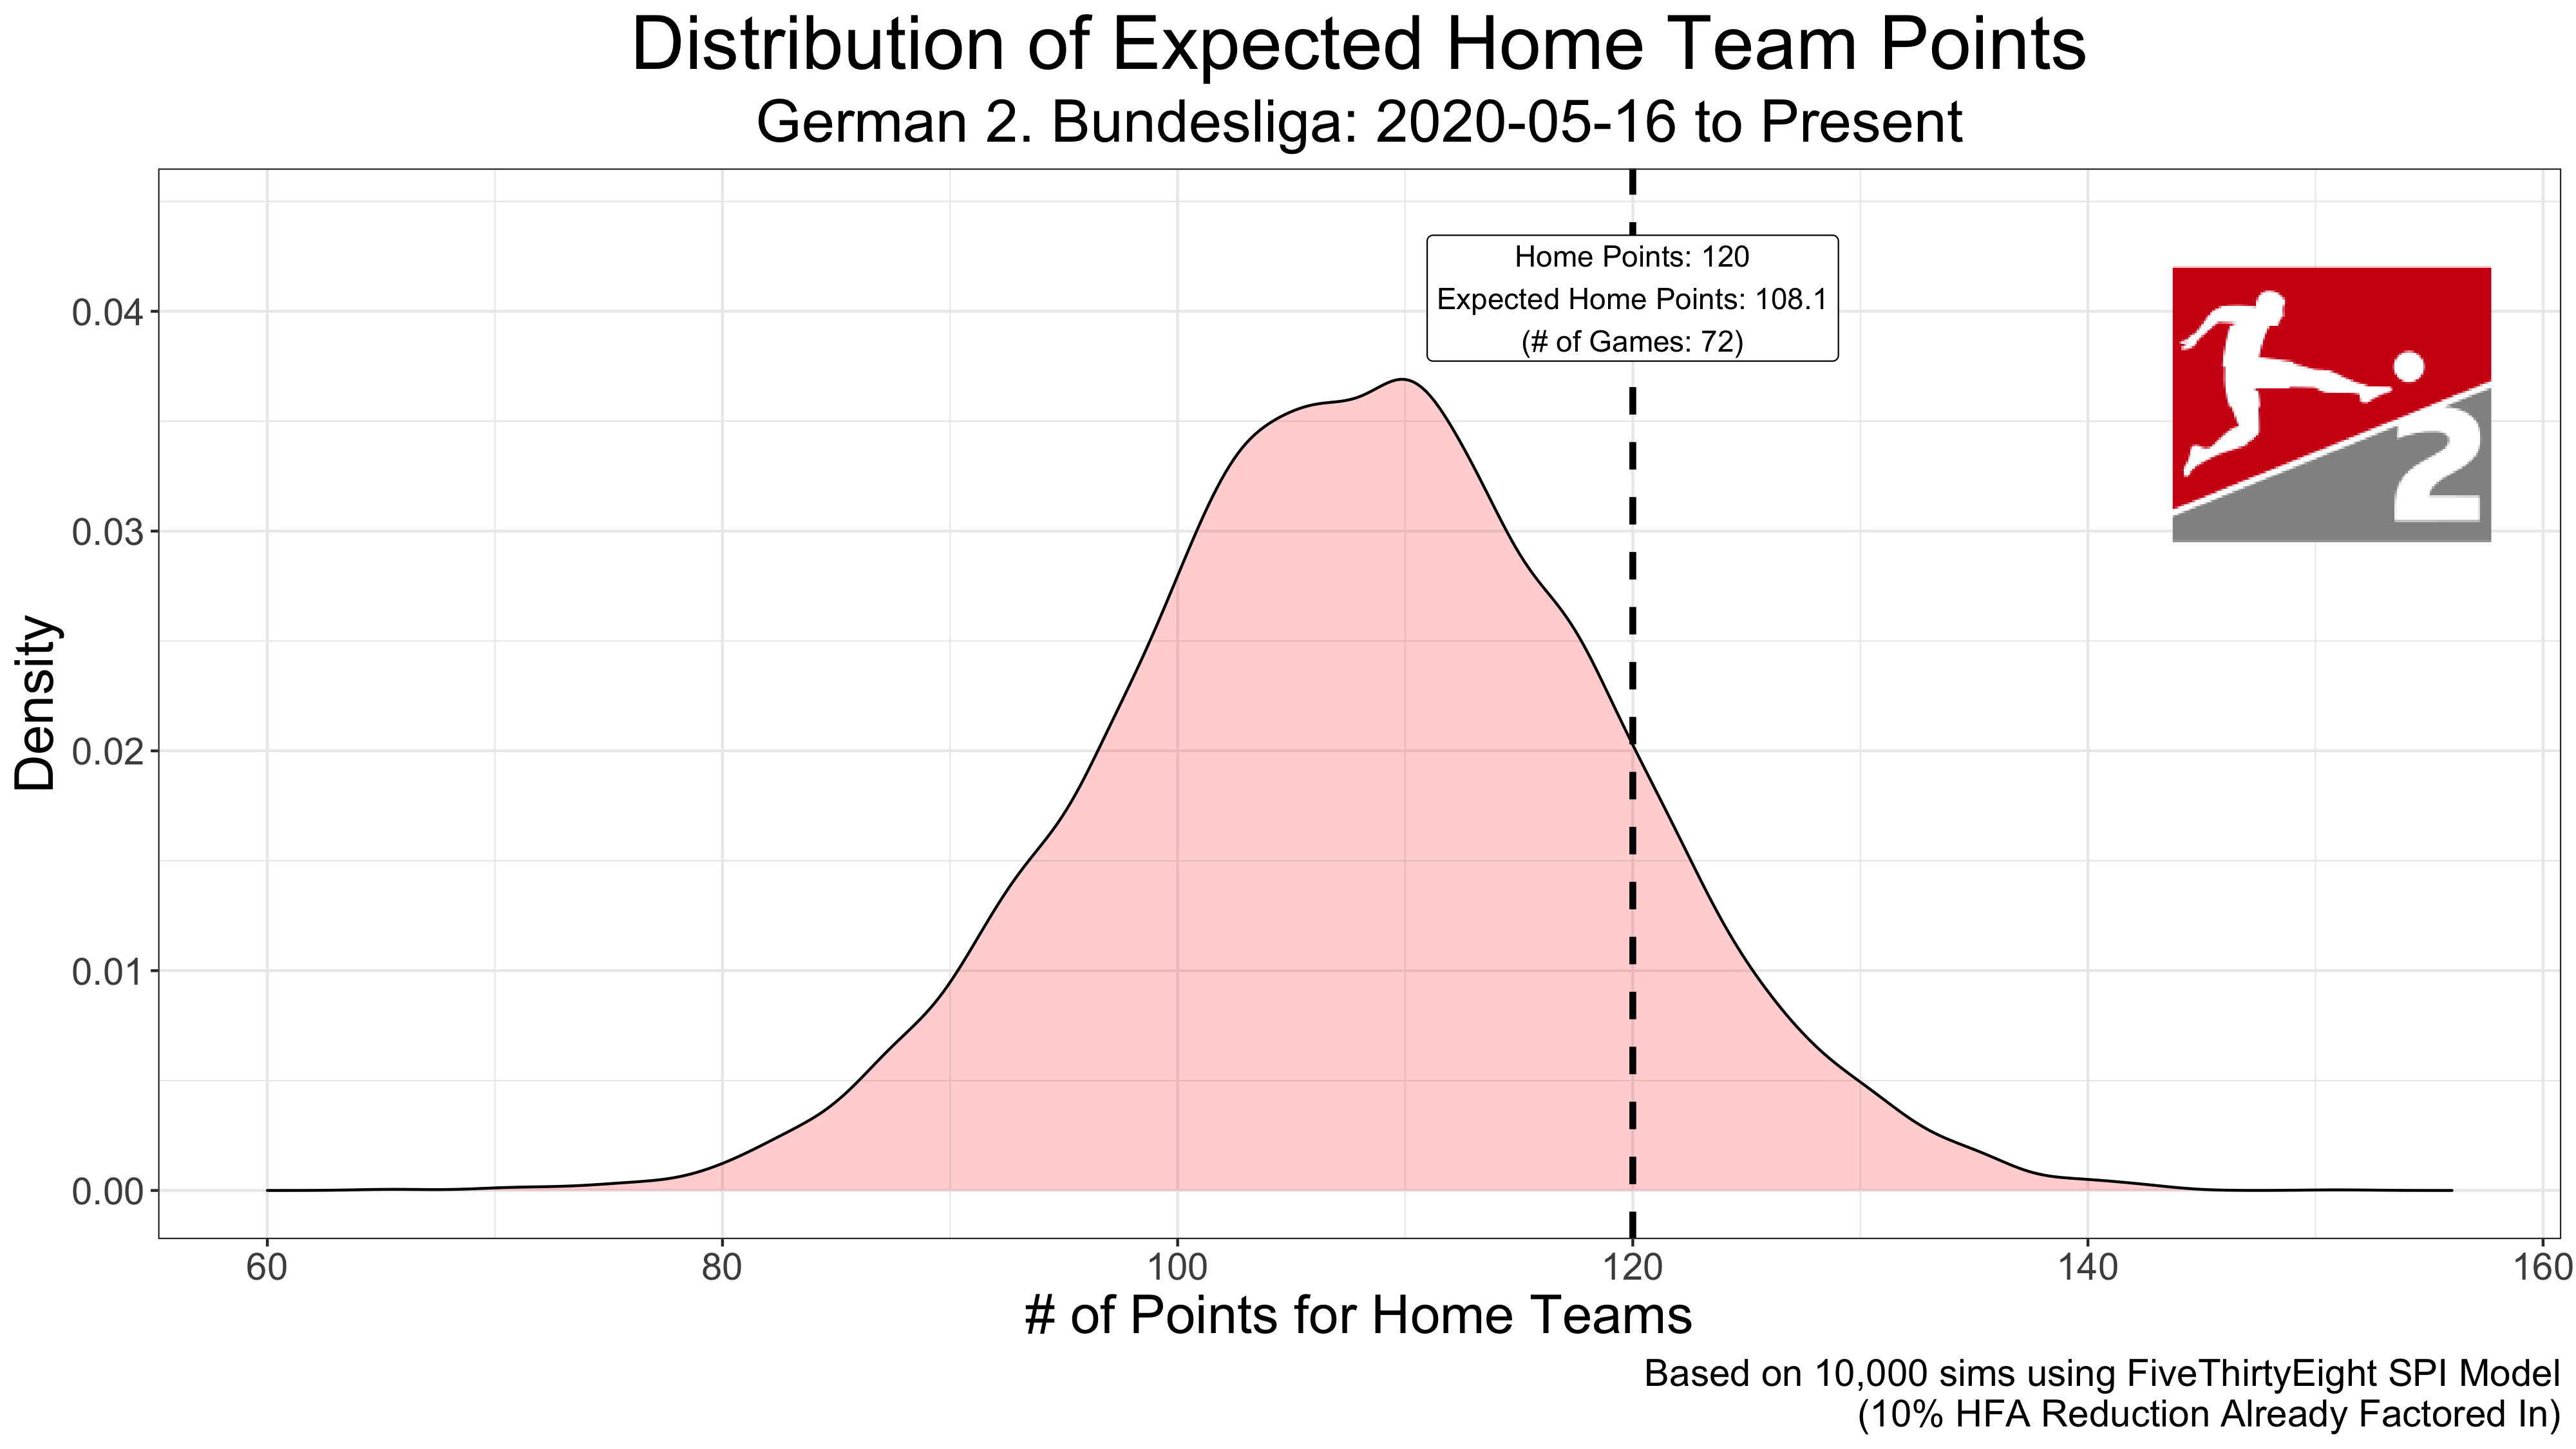 Distribution of Expected Home Team Points
German 2. Bundesliga: 2020-05-16 to Present
Home Points: 120
Expected Home Points: 108.1
(# of Games: 72)
2
Density
0.04
0.03
0.02
0.01
0.00
60 80 100 120 140 160
# of Points for Home Teams
Based on 10,000 sims using FiveThirtyEight SPI Model
(10% HFA Reduction Already Factored In)